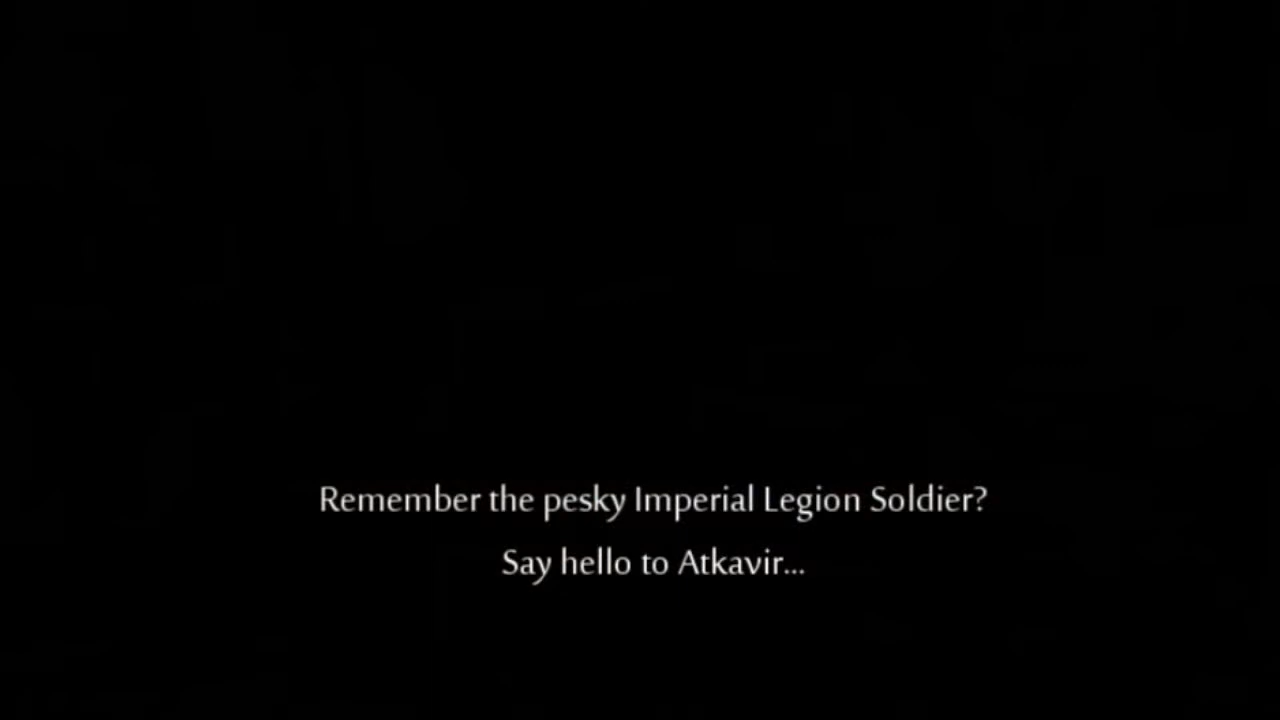 Remember the pesky Imperial Legion Soldier?
Say hello to Atkavir...